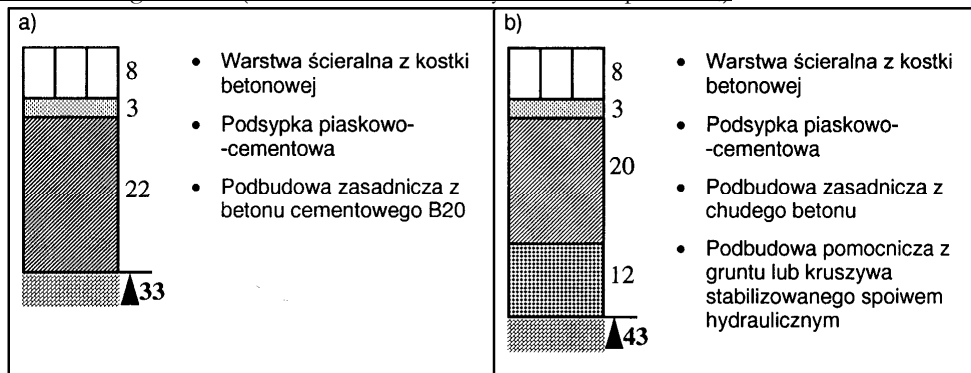 a)
8
3
22
33
• Warstwa ścieralna z kostki
betonowej
• Podsypka piaskowo-
-cementowa
• Podbudowa zasadnicza z
betonu cementowego B20
b)
8
3
20
12
43
• Warstwa ścieralna z kostki
betonowej
• Podsypka piaskowo-
-cementowa
• Podbudowa zasadnicza z
chudego betonu
• Podbudowa pomocnicza z
gruntu lub kruszywa
stabilizowanego spoiwem
hydraulicznym